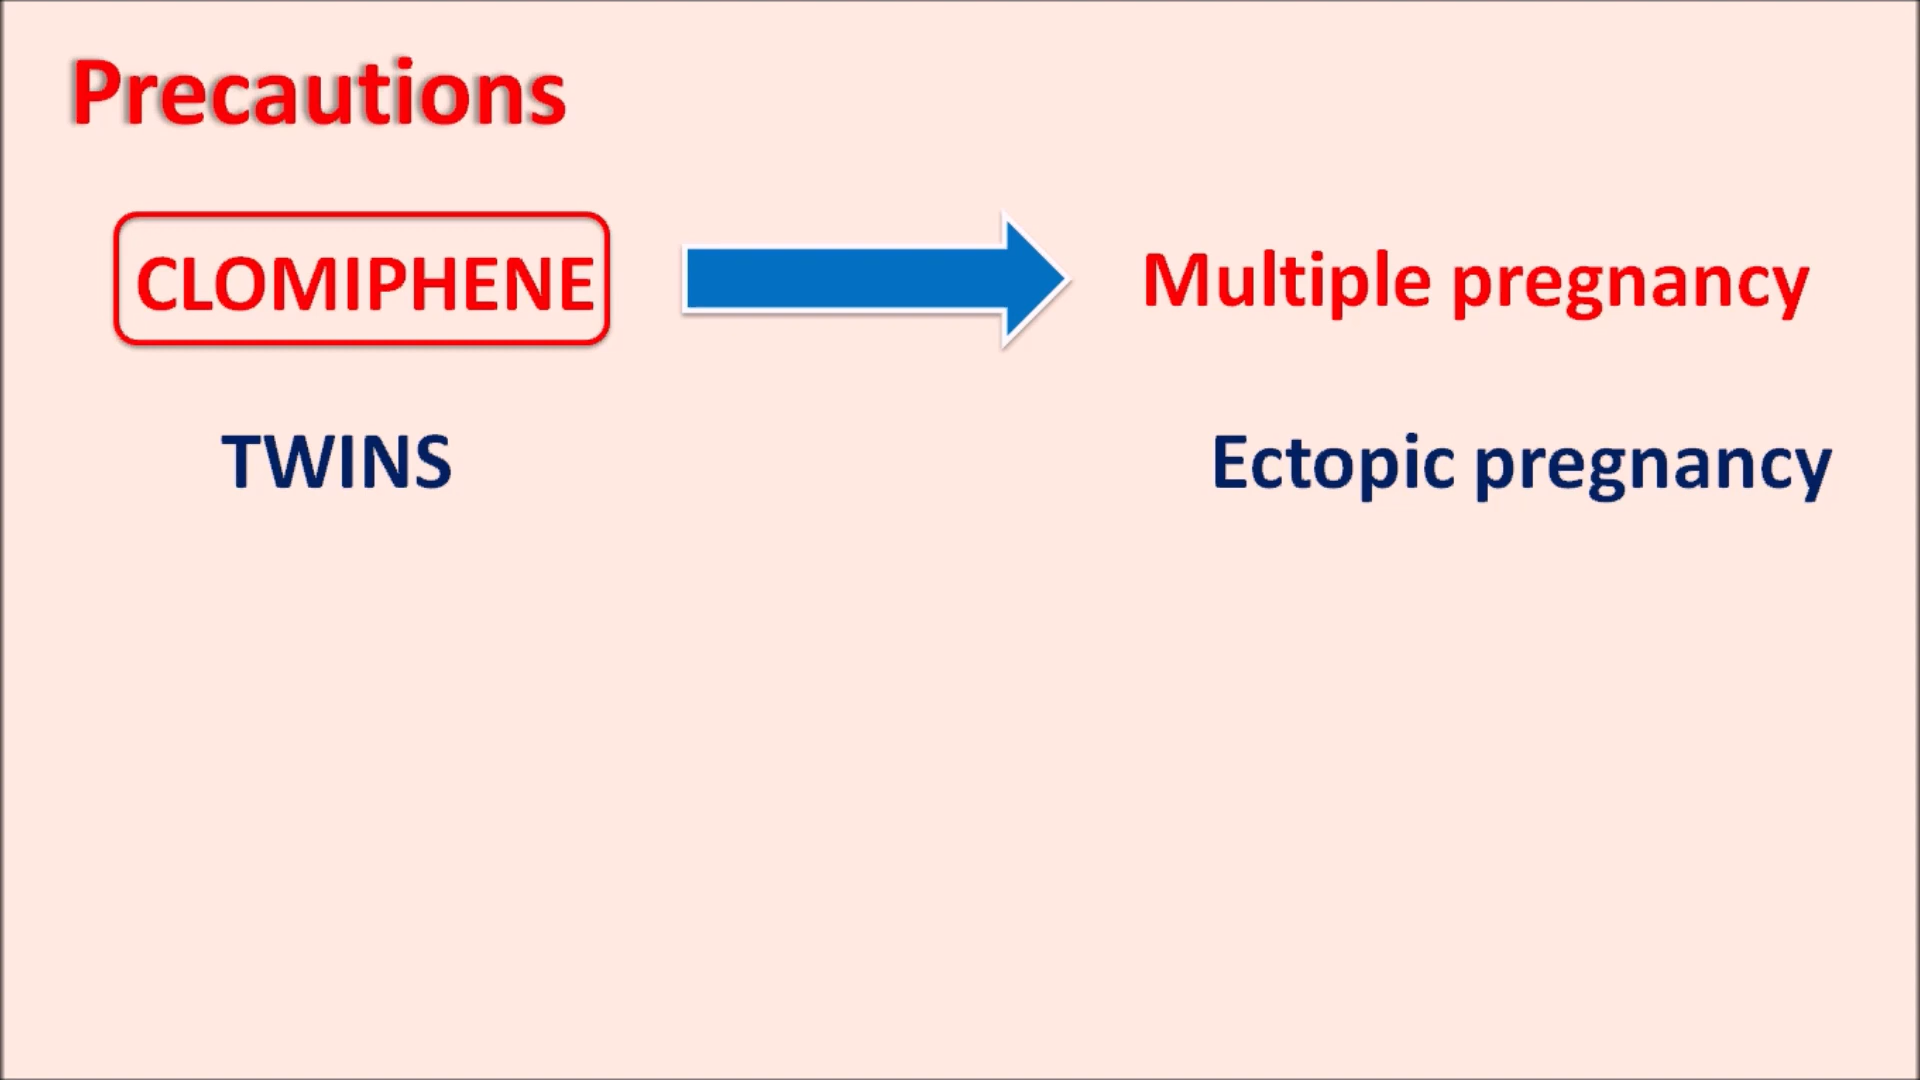 Precautions
CLOMIPHENE
Multiple pregnancy
TWINS
Ectopic pregnancy